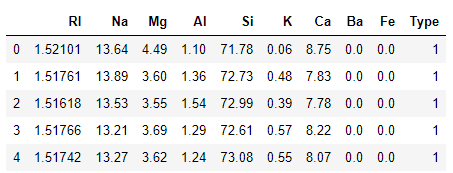 RI Na Mg Al Si K Ca Ba Fe Type
0 1.52101 13.64 4.49 1.10 71.78 0.06 8.75 0.0 0.0 1
1 1.51761 13.89 3.60 1.36 72.73 0.48 7.83 0.0 0.0 1
2 1.51618 13.53 3.55 1.54 72.99 0.39 7.78 0.0 0.0 1
3 1.51766 13.21 3.69 1.29 72.61 0.57 8.22 0.0 0.0 1
4 1.51742 13.27 3.62 1.24 73.08 0.55 8.07 0.0 0.0 1